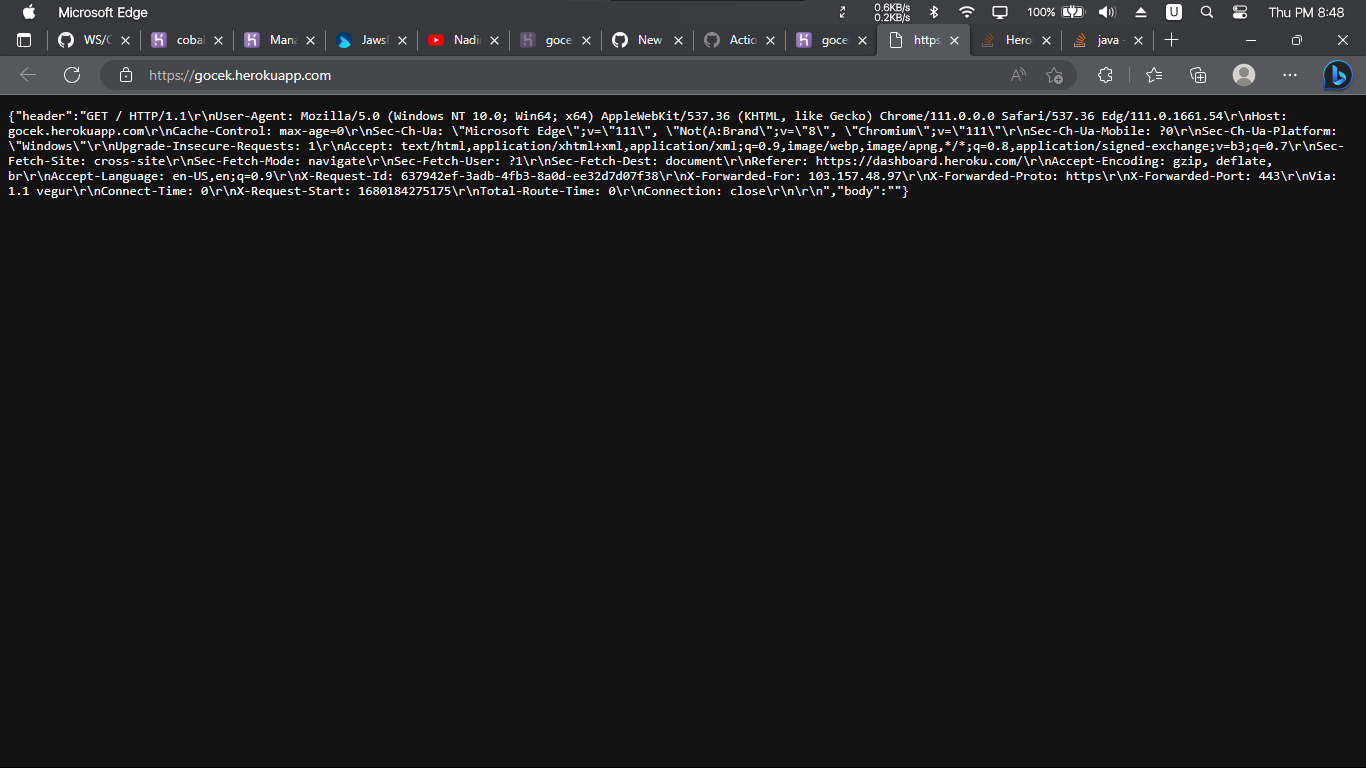 Microsoft Edge
0.6KB/s
0.2KB/s
100%
U
Thu PM 8:48
WS/
coba
Mana
Jaws
Nadi
goce
New
Actio
goce
https
Hero
java
https://gocek.herokuapp.com
{"header":"GET / HTTP/1.1\r\nUser-Agent: Mozilla/5.0 (Windows NT 10.0; Win64; x64) AppleWebKit/537.36 (KHTML, like Gecko) Chrome/111.0.0.0 Safari/537.36 Edg/111.0.1661.54\r\nHost:
gocek.herokuapp.com\r\nCache-Control: max-age=0\r\nSec-Ch-Ua: \"Microsoft Edge\";v=\"111\", \"Not(A:Brand\";v=\"8\", \"Chromium\";v=\"111\"\r\nSec-Ch-Ua-Mobile: ?0\r\nSec-Ch-Ua-Platform:
\"Windows\"\r\nUpgrade-Insecure-Requests: 1\r\nAccept: text/html,application/xhtml+xml,application/xml;q=0.9,image/webp,image/apng,*/*;q=0.8,application/signed-exchange;v=b3;q=0.7\r\nSec-
Fetch-Site: cross-site\r\nSec-Fetch-Mode: navigate\r\nSec-Fetch-User: ?1\r\nSec-Fetch-Dest: document\r\nReferer: https://dashboard.heroku.com/\r\nAccept-Encoding: gzip, deflate,
br\r\nAccept-Language: en-US,en;q=0.9\r\nX-Request-Id: 637942ef-3adb-4fb3-8a0d-ee32d7d07f38\r\nX-Forwarded-For: 103.157.48.97\r\nX-Forwarded-Proto: https\r\nX-Forwarded-Port: 443\r\nVia:
1.1 vegur\r\nConnect-Time: 0\r\nX-Request-Start: 1680184275175\r\nTotal-Route-Time: 0\r\nConnection: close\r\n\r\n","body":""}